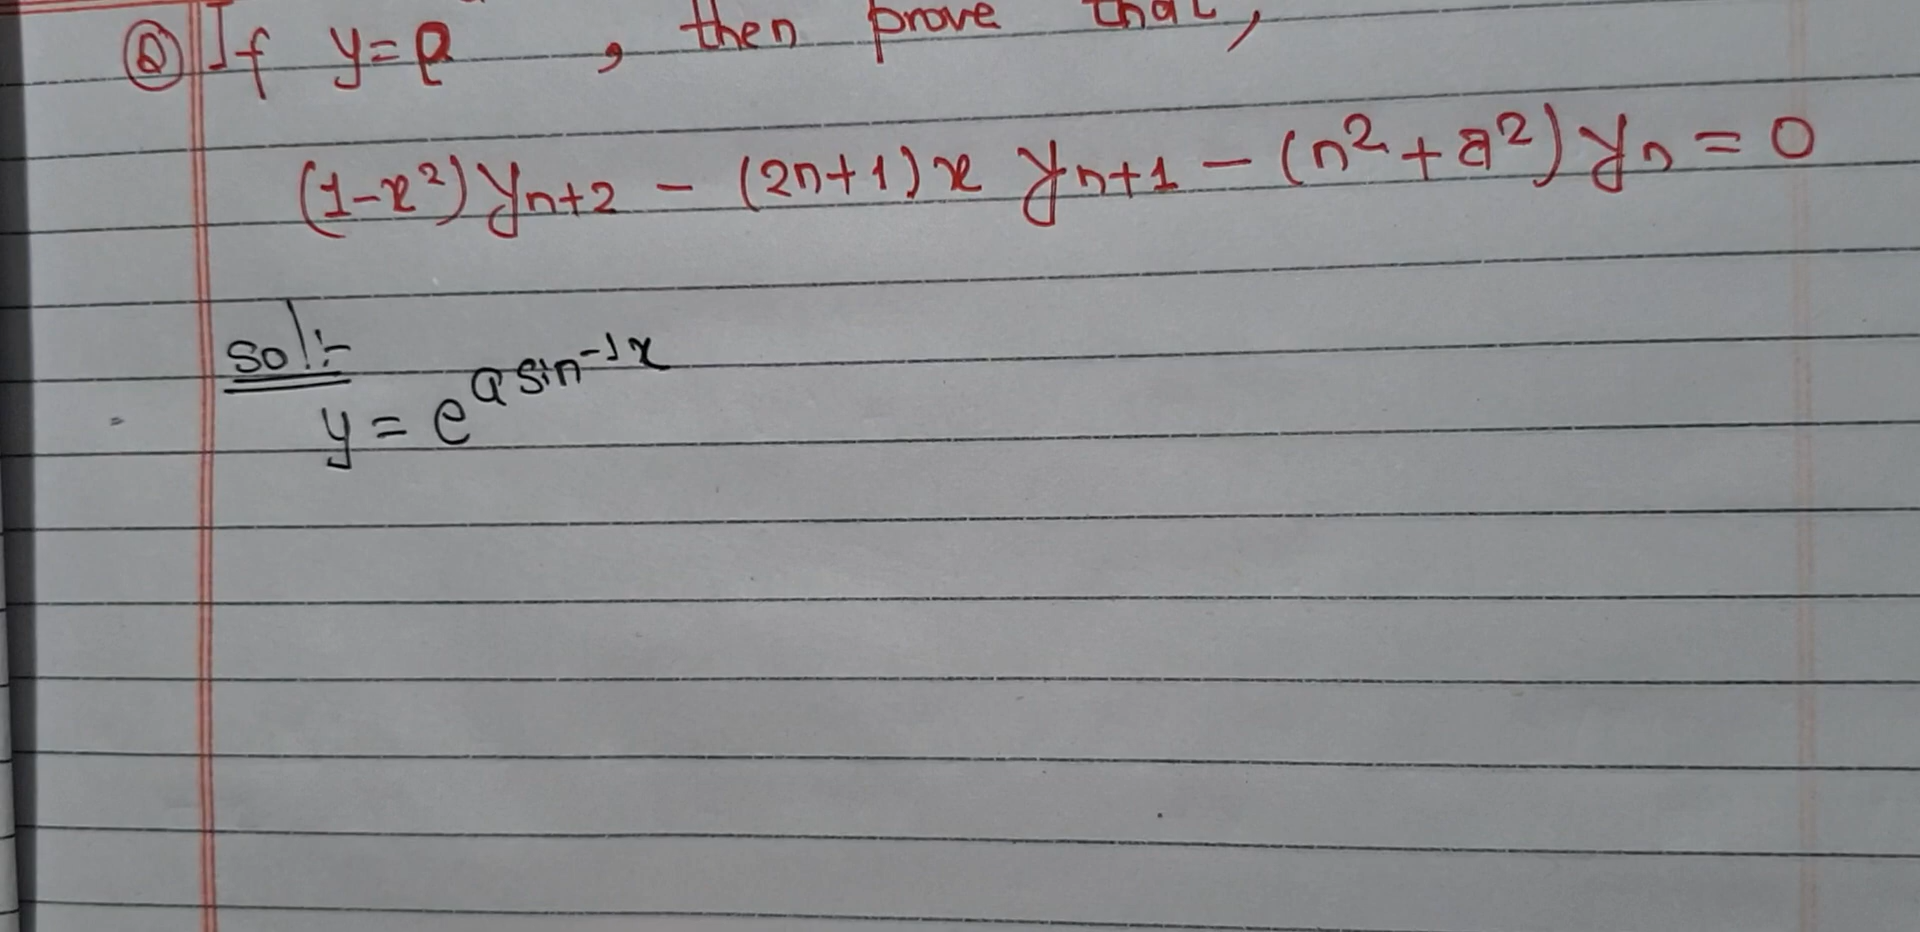 Q If y=e , then prove that,
(1-x²)yn+2 - (2n+1)x yn+1 - (n²+a²)yn = 0
Sol:-
y = e^a sin⁻¹x